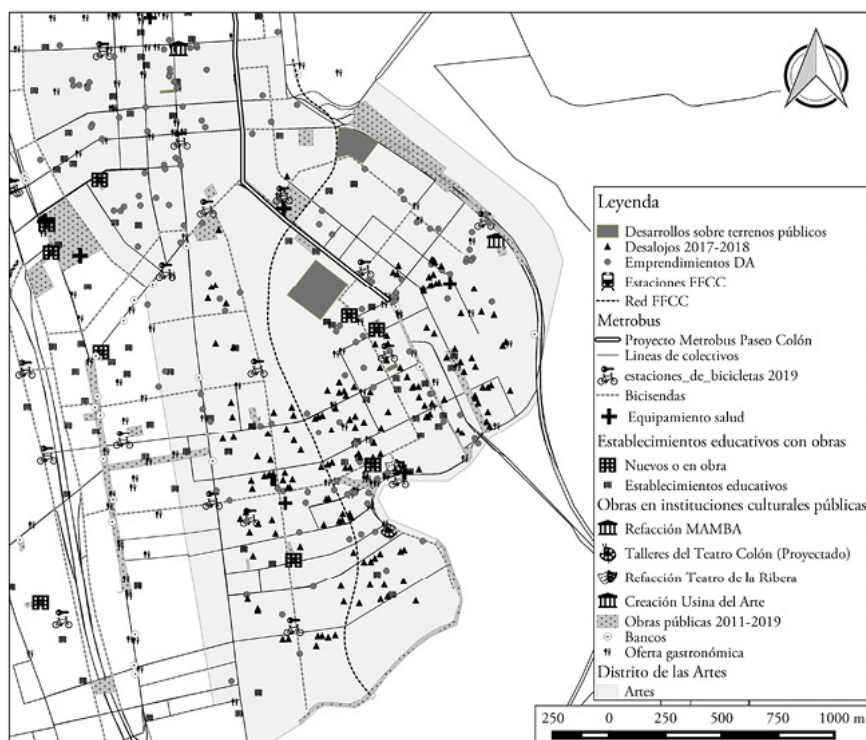 Leyenda
Desarrollos sobre terrenos públicos
Desalojos 2017-2018
Emprendimientos DA
Estaciones FFCC
Red FFCC
Metrobus
Proyecto Metrobus Paseo Colón
Lineas de colectivos
estaciones_de_bicicletas 2019
Bicisendas
Equipamiento salud
Establecimientos educativos con obras
Nuevos o en obra
Establecimientos educativos
Obras en instituciones culturales públicas
Refacción MAMBA
Talleres del Teatro Colón (Proyectado)
Refacción Teatro de la Ribera
Creación Usina del Arte
Obras públicas 2011-2019
Bancos
Oferta gastronómica
Distrito de las Artes
Artes
250 0 250 500 750 1000 m